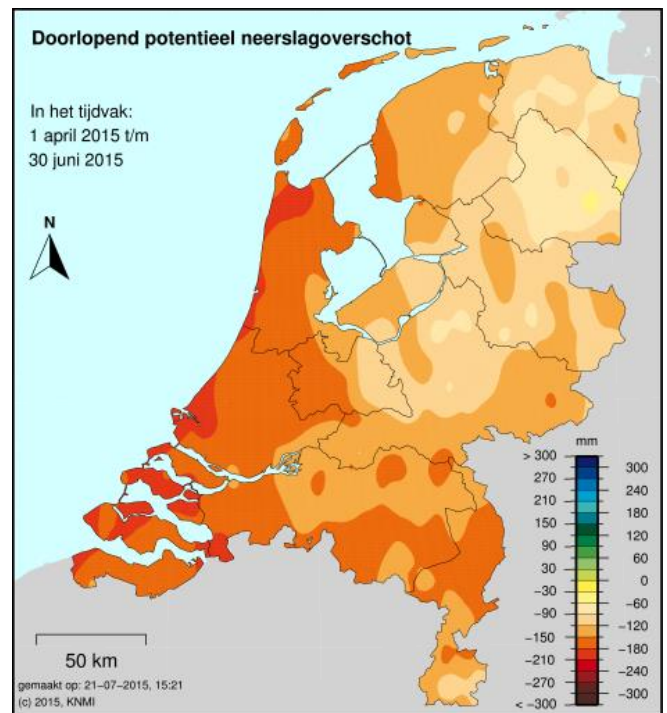 Doorlopend potentieel neerslagoverschot
In het tijdvak:
1 april 2015 t/m
30 juni 2015
N
mm
> 300
300
270
240
210
180
150
120
90
60
30
0
−30
−60
−90
−120
−150
−180
−210
−240
−270
−300
< −300
50 km
gemaakt op: 21−07−2015, 15:21
(c) 2015, KNMI